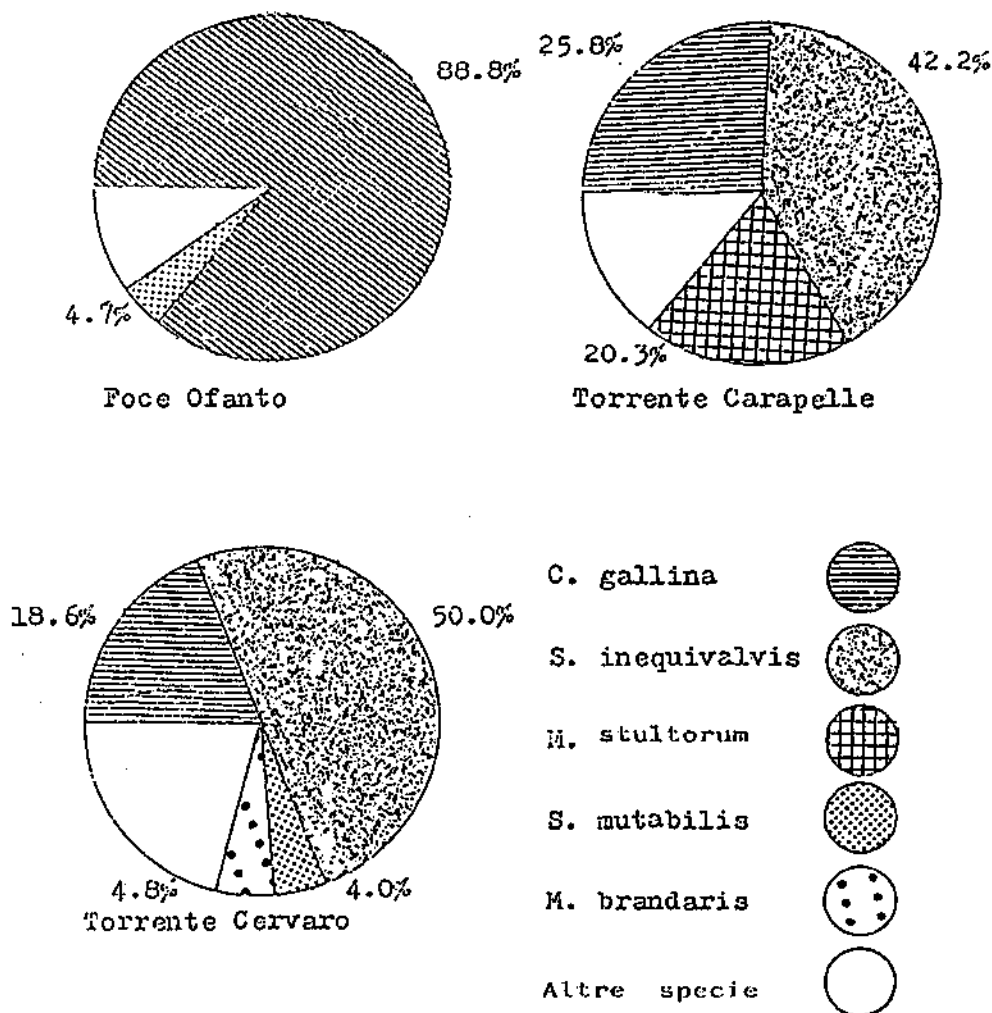 88.8%
4.7%
Foce Ofanto
25.8%
42.2%
20.3%
Torrente Carapelle
18.6%
50.0%
4.8%
4.0%
Torrente Cervaro
C. gallina
S. inequivalvis
M. stultorum
S. mutabilis
M. brandaris
Altre specie